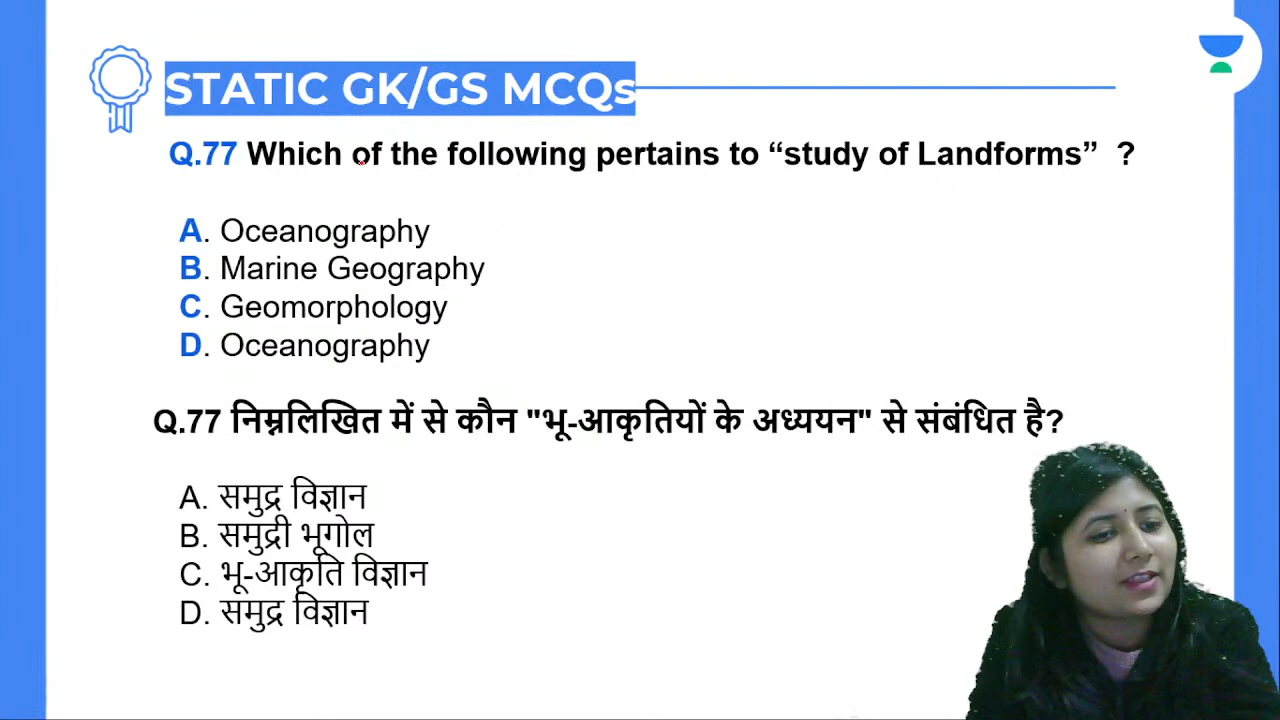 STATIC GK/GS MCQs
Q.77 Which of the following pertains to “study of Landforms” ?
A. Oceanography
B. Marine Geography
C. Geomorphology
D. Oceanography
Q.77 निम्नलिखित में से कौन "भू-आकृतियों के अध्ययन" से संबंधित है?
A. समुद्र विज्ञान
B. समुद्री भूगोल
C. भू-आकृति विज्ञान
D. समुद्र विज्ञान